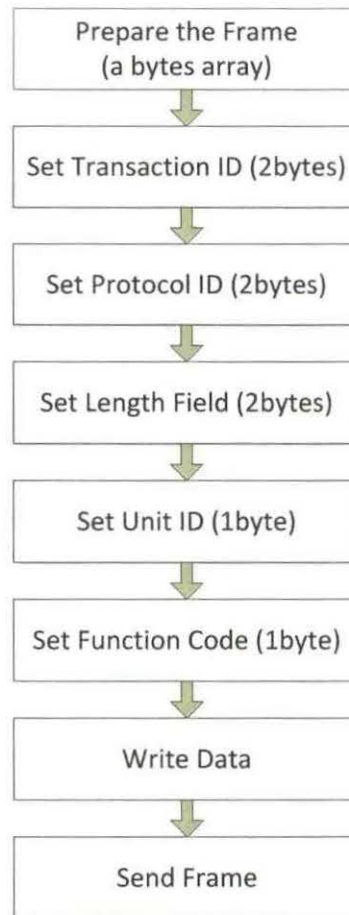 Prepare the Frame
(a bytes array)
Set Transaction ID (2bytes)
Set Protocol ID (2bytes)
Set Length Field (2bytes)
Set Unit ID (1byte)
Set Function Code (1byte)
Write Data
Send Frame